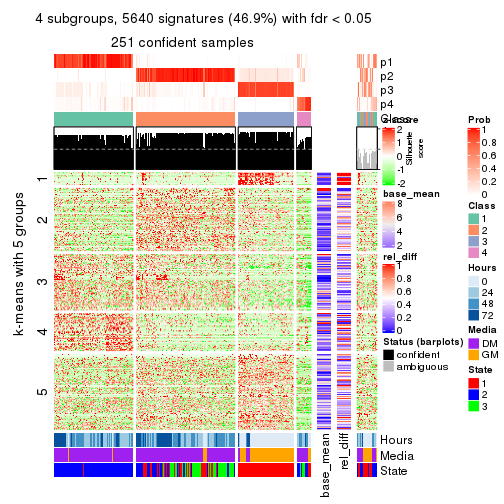 4 subgroups, 5640 signatures (46.9%) with fdr < 0.05
251 confident samples
p1
p2
p3
p4
Class
Silhouette
score
k-means with 5 groups
1
2
3
4
5
2
1
0
-1
-2
base_mean
8
6
4
2
rel_diff
1
0.8
0.6
0.4
0.2
0
Status (barplots)
confident
ambiguous
Prob
1
0.8
0.6
0.4
0.2
0
Class
1
2
3
4
Hours
0
24
48
72
Media
DM
GM
State
1
2
3
Hours
Media
State
base_mean
rel_diff